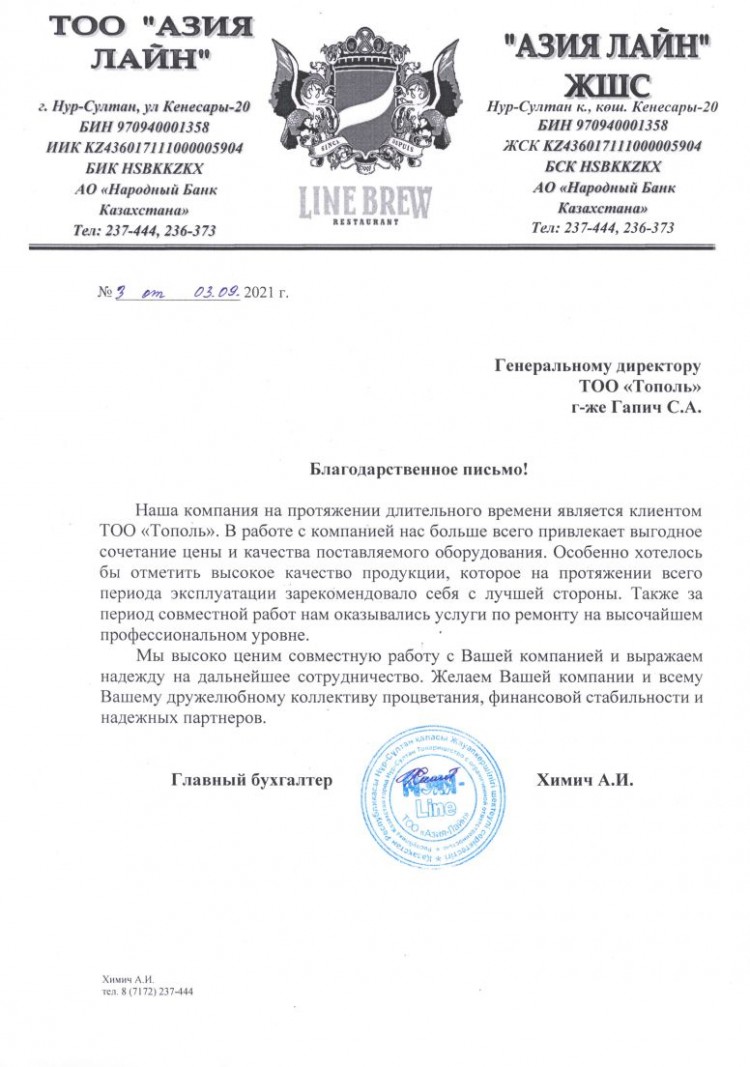 ТОО "АЗИЯ
ЛАЙН"
г. Нур-Султан, ул Кенесары-20
БИН 970940001358
ИИК KZ436017111000005904
БИК HSBKKZKX
АО «Народный Банк
Казахстана»
Тел: 237-444, 236-373
SINCE DEPUIS
LINE BREW
RESTAURANT
"АЗИЯ ЛАЙН"
ЖШС
Нур-Султан к., кош. Кенесары-20
БИН 970940001358
ЖСК KZ436017111000005904
БСК HSBKKZKX
АО «Народный Банк
Казахстана»
Тел: 237-444, 236-373
№ 3 от 03.09. 2021 г.
Генеральному директору
ТОО «Тополь»
г-же Гапич С.А.
Благодарственное письмо!
Наша компания на протяжении длительного времени является клиентом
ТОО «Тополь». В работе с компанией нас больше всего привлекает выгодное
сочетание цены и качества поставляемого оборудования. Особенно хотелось
бы отметить высокое качество продукции, которое на протяжении всего
периода эксплуатации зарекомендовало себя с лучшей стороны. Также за
период совместной работ нам оказывались услуги по ремонту на высочайшем
профессиональном уровне.
Мы высоко ценим совместную работу с Вашей компанией и выражаем
надежду на дальнейшее сотрудничество. Желаем Вашей компании и всему
Вашему дружелюбному коллективу процветания, финансовой стабильности и
надежных партнеров.
Главный бухгалтер
Line
ТОО «Азия-Лайн»
Химич А.И.
Химич А.И.
тел. 8 (7172) 237-444